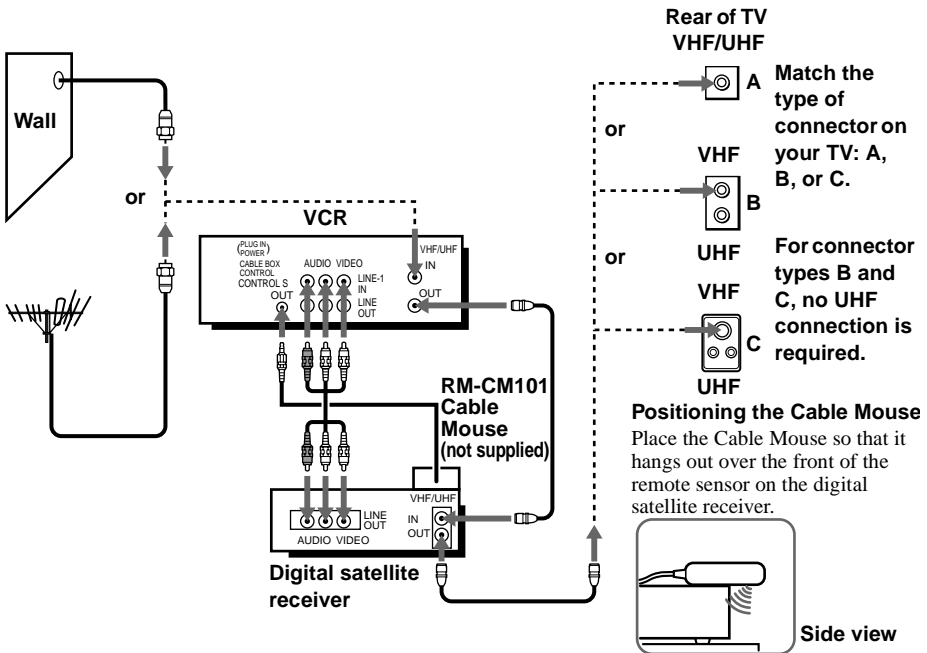 Rear of TV
VHF/UHF
A
Match the
type of
connector on
your TV: A,
B, or C.
or
VHF
B
UHF
For connector
types B and
C, no UHF
connection is
required.
or
VHF
C
UHF
Wall
or
VCR
(PLUG IN
POWER)
CABLE BOX
CONTROL
CONTROL S
OUT
AUDIO VIDEO
LINE-1
IN
LINE
OUT
VHF/UHF
IN
OUT
RM-CM101
Cable
Mouse
(not supplied)
VHF/UHF
IN
OUT
LINE
OUT
AUDIO VIDEO
Digital satellite
receiver
Positioning the Cable Mouse
Place the Cable Mouse so that it
hangs out over the front of the
remote sensor on the digital
satellite receiver.
Side view